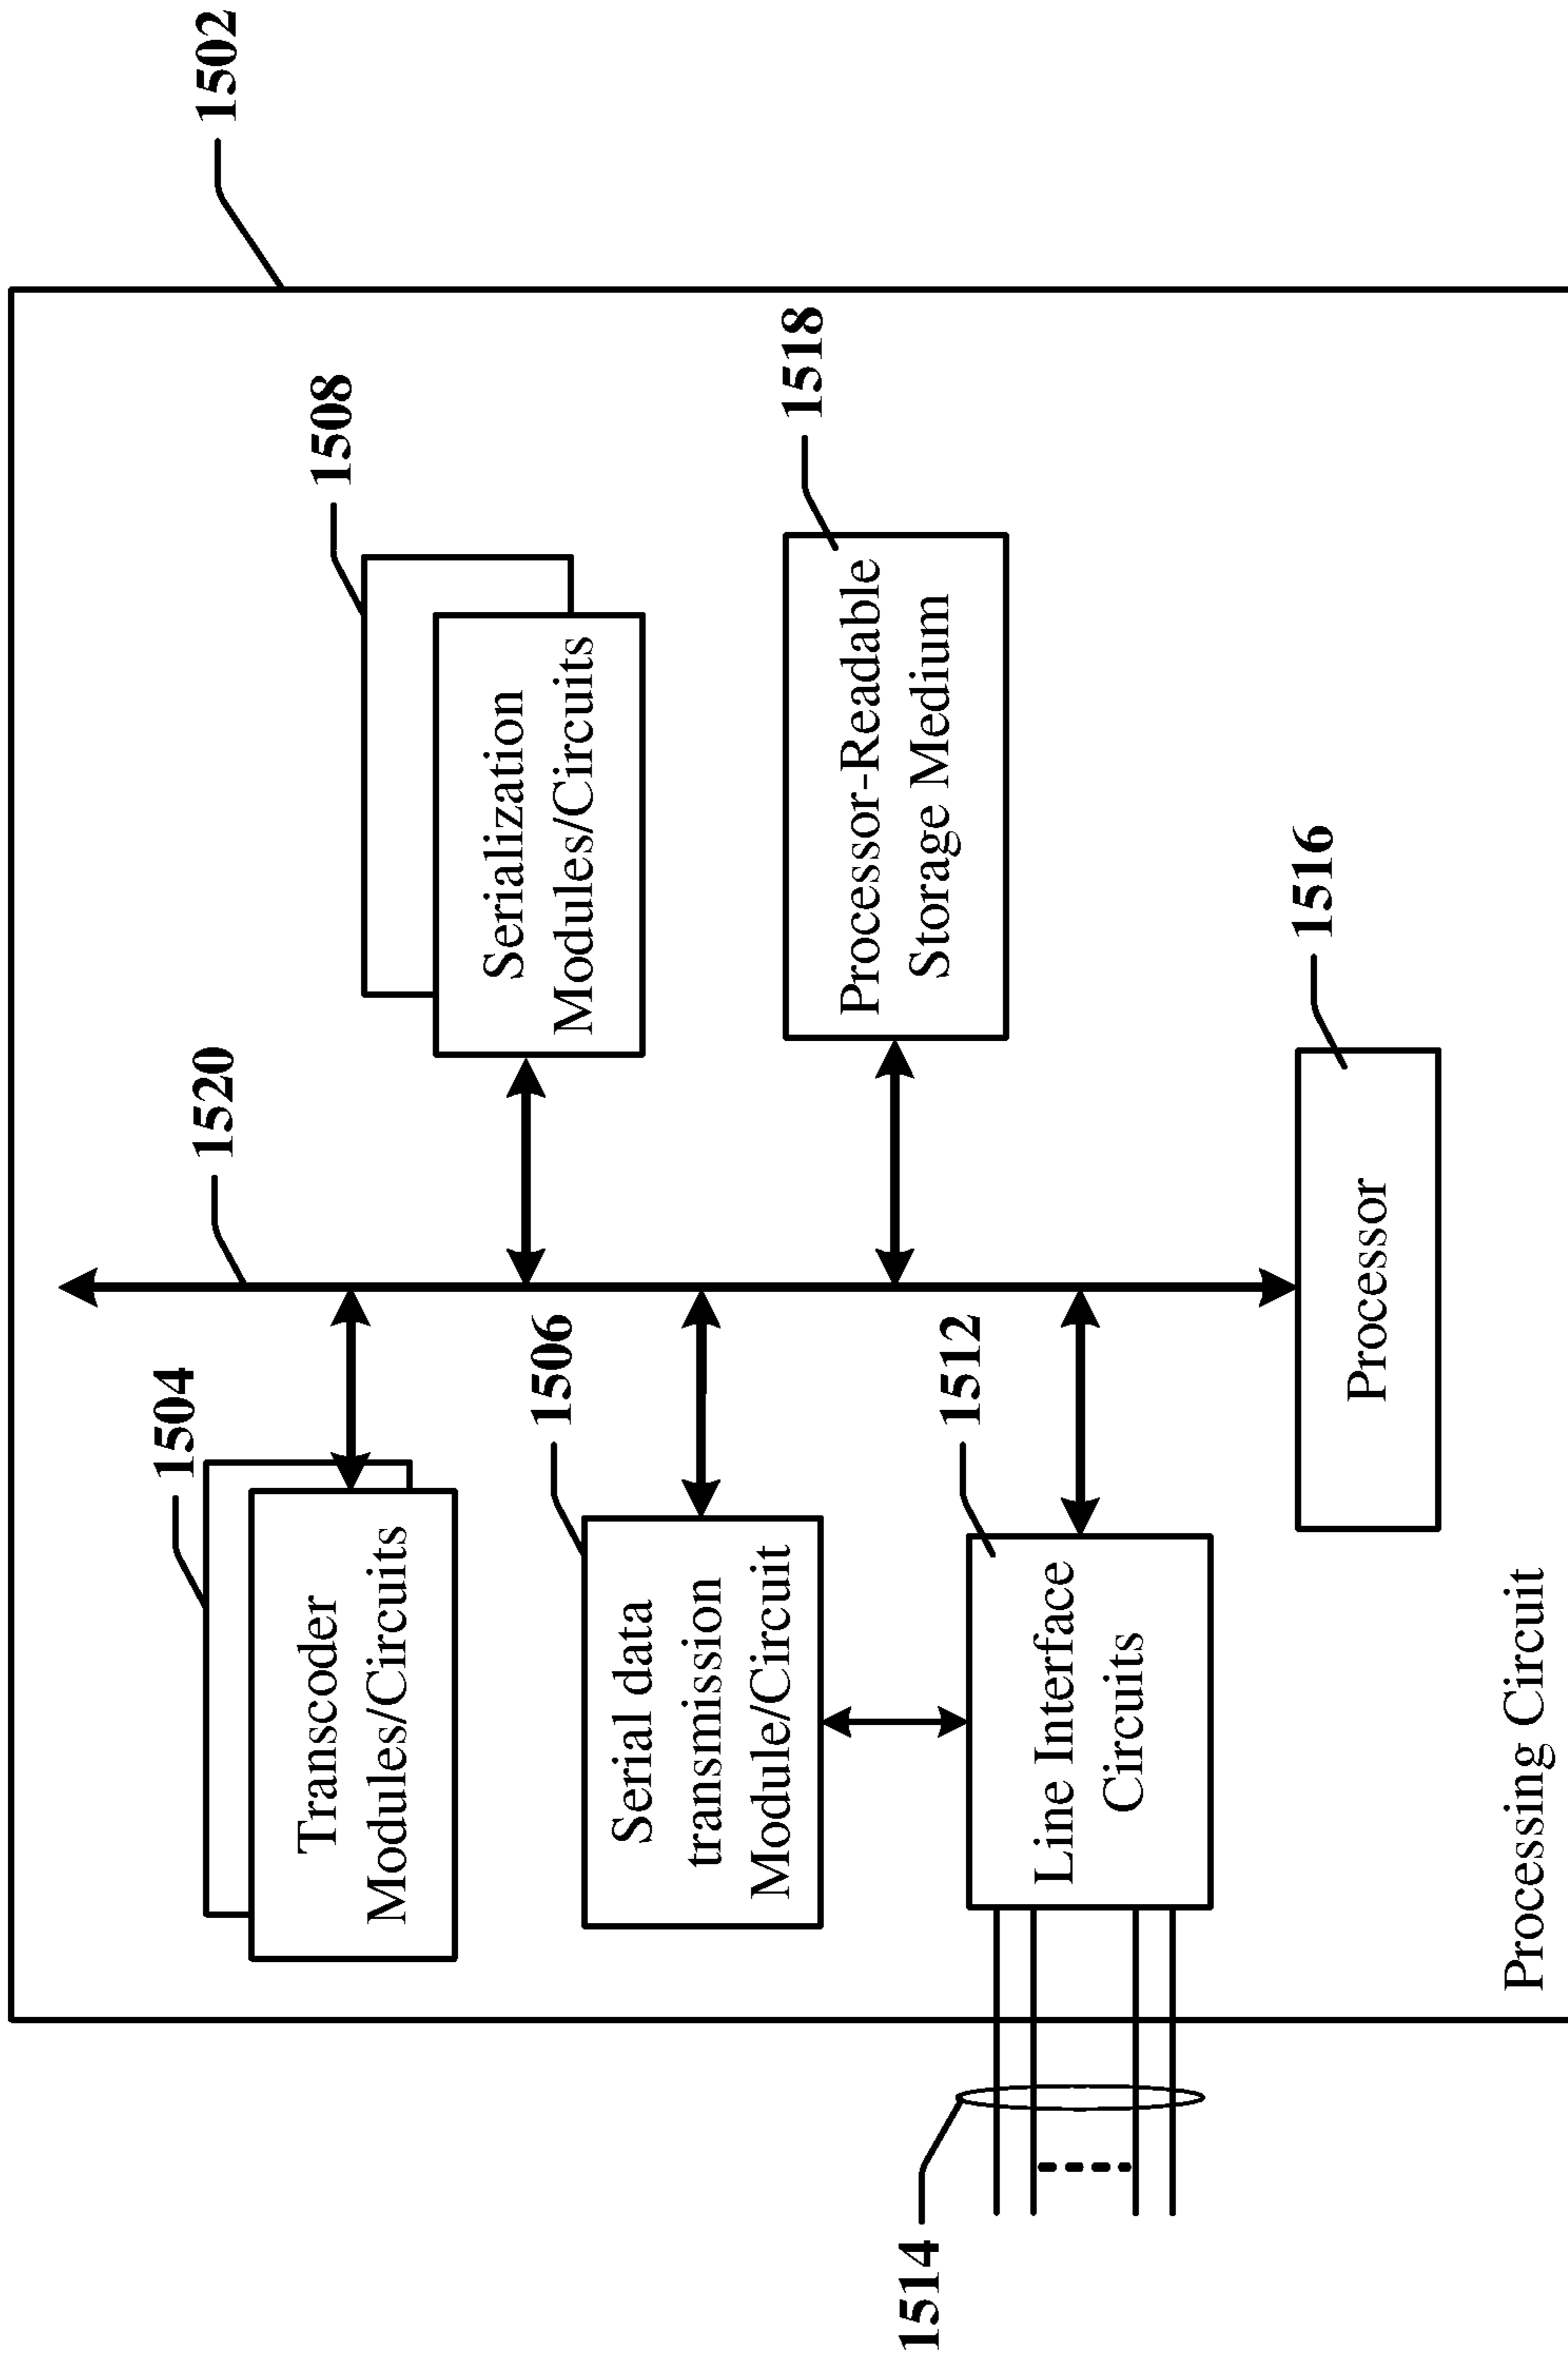 1502
1520
1504
Transcoder
Modules/Circuits
1508
Serialization
Modules/Circuits
1506
Serial data
transmission
Module/Circuit
1518
Processor-Readable
Storage Medium
1512
Line Interface
Circuits
1514
1516
Processor
Processing Circuit